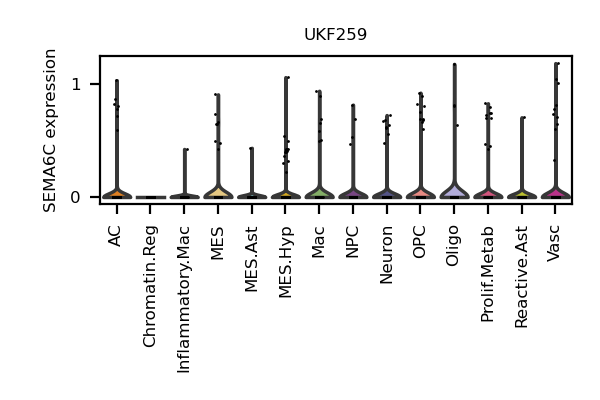 UKF259
SEMA6C expression
1
0
AC
Chromatin.Reg
Inflammatory.Mac
MES
MES.Ast
MES.Hyp
Mac
NPC
Neuron
OPC
Oligo
Prolif.Metab
Reactive.Ast
Vasc